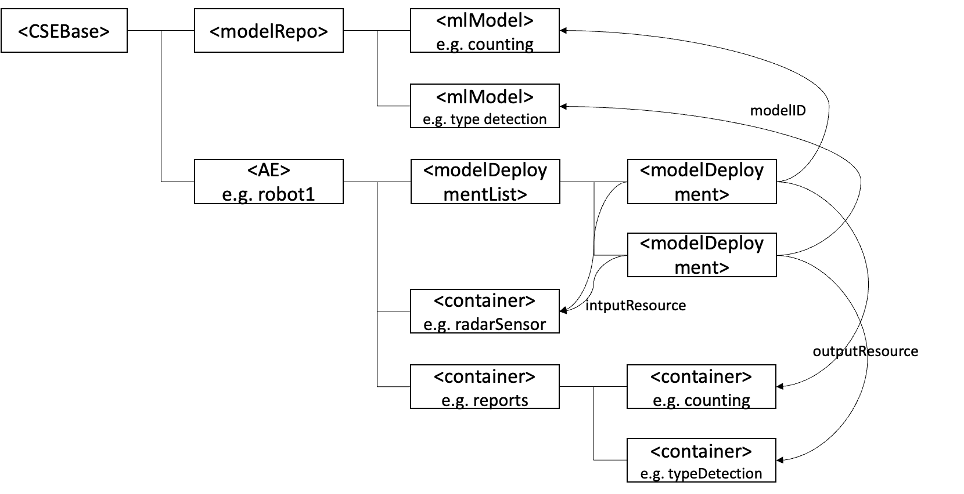 <CSEBase>
<modelRepo>
<mlModel>
e.g. counting
<mlModel>
e.g. type detection
modelID
<AE>
e.g. robot1
<modelDeploy
mentList>
<modelDeploy
ment>
<modelDeploy
ment>
<container>
e.g. radarSensor
intputResource
outputResource
<container>
e.g. reports
<container>
e.g. counting
<container>
e.g. typeDetection